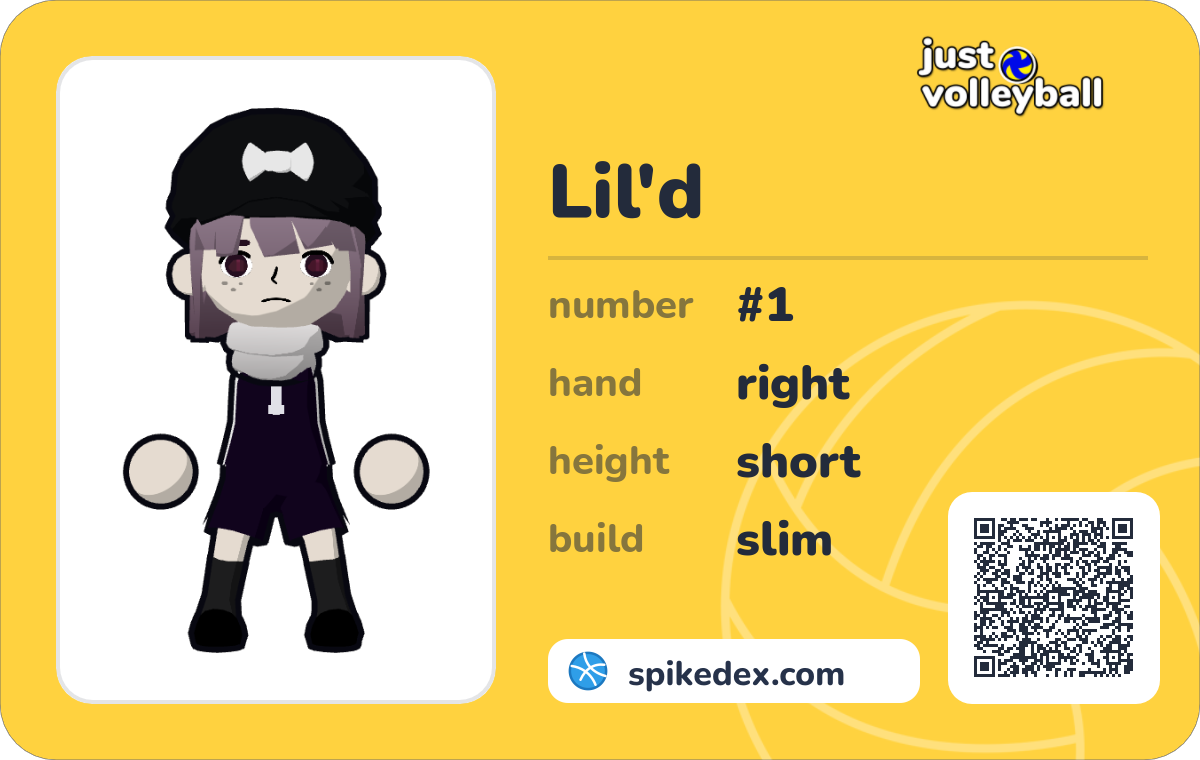 just
volleyball
Lil'd
number #1
hand right
height short
build slim
spikedex.com